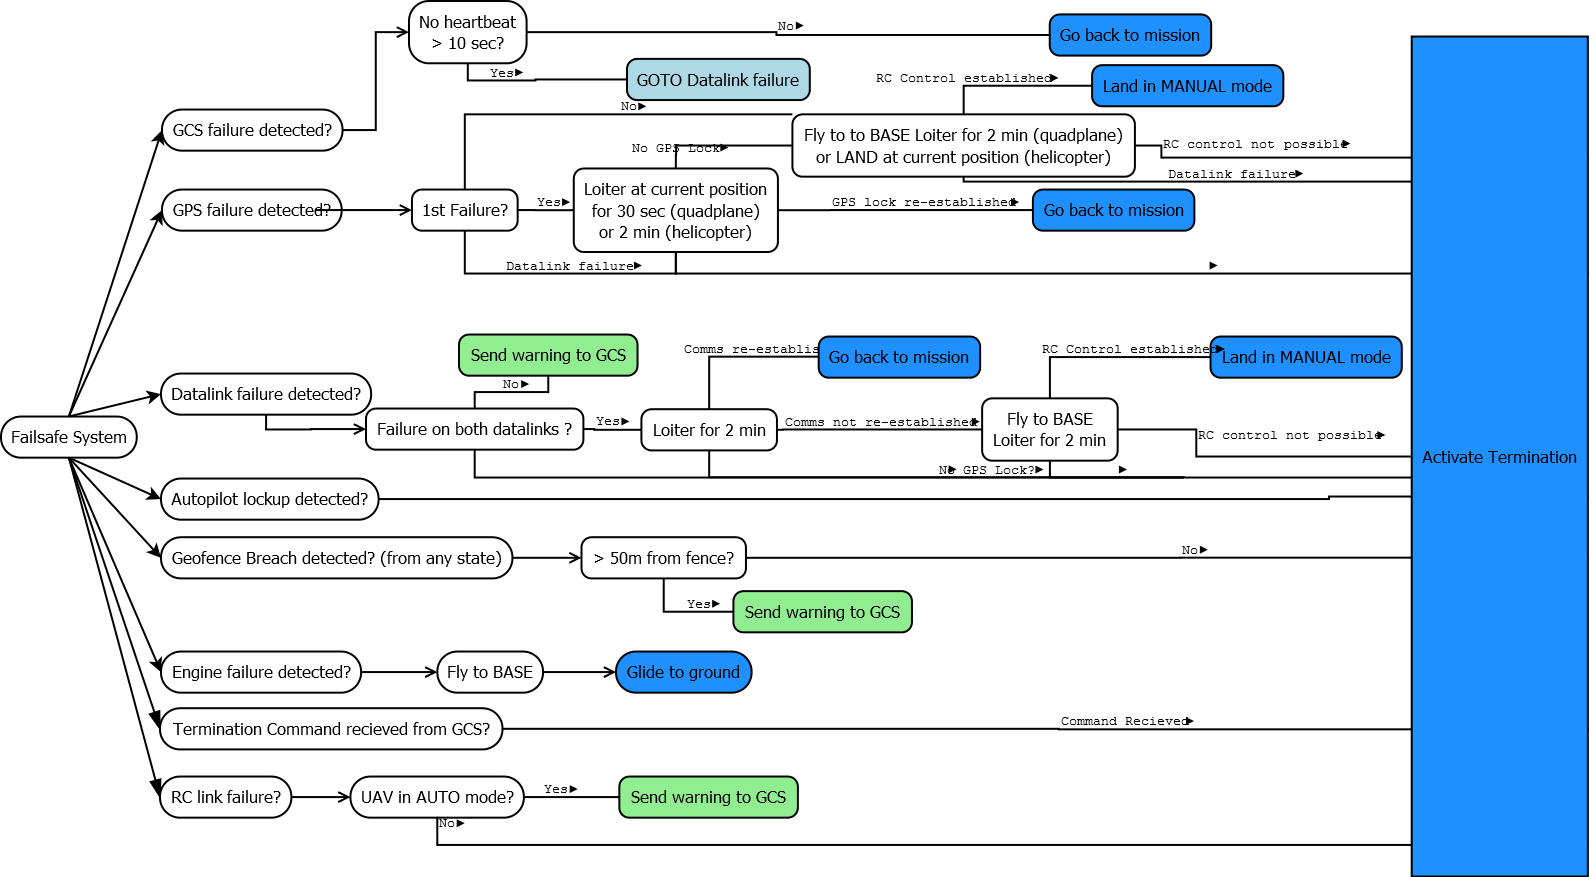 No heartbeat
> 10 sec?
No
Go back to mission
Yes
GOTO Datalink failure
RC Control established
Land in MANUAL mode
GCS failure detected?
No
Fly to to BASE Loiter for 2 min (quadplane)
or LAND at current position (helicopter)
RC control not possible
No GPS Lock
Datalink failure
GPS failure detected?
1st Failure?
Yes
Loiter at current position
for 30 sec (quadplane)
or 2 min (helicopter)
GPS lock re-established
Go back to mission
Datalink failure
Send warning to GCS
Comms re-establis
Go back to mission
RC Control established
Land in MANUAL mode
No
Datalink failure detected?
Failure on both datalinks ?
Yes
Loiter for 2 min
Comms not re-established
Fly to BASE
Loiter for 2 min
RC control not possible
Failsafe System
Activate Termination
No GPS Lock?
Autopilot lockup detected?
Geofence Breach detected? (from any state)
> 50m from fence?
No
Yes
Send warning to GCS
Engine failure detected?
Fly to BASE
Glide to ground
Termination Command recieved from GCS?
Command Recieved
RC link failure?
UAV in AUTO mode?
Yes
Send warning to GCS
No